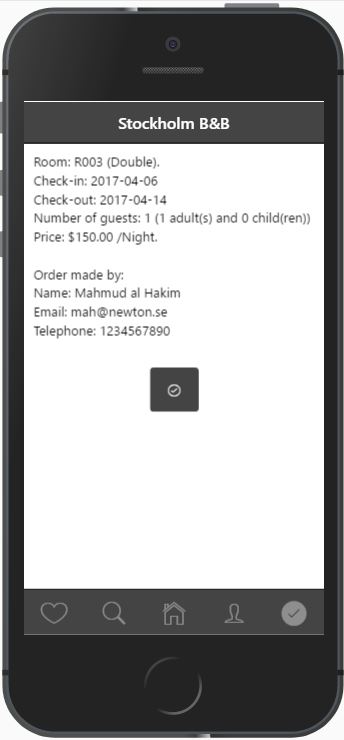 Stockholm B&B
Room: R003 (Double).
Check-in: 2017-04-06
Check-out: 2017-04-14
Number of guests: 1 (1 adult(s) and 0 child(ren))
Price: $150.00 /Night.
Order made by:
Name: Mahmud al Hakim
Email: mah@newton.se
Telephone: 1234567890